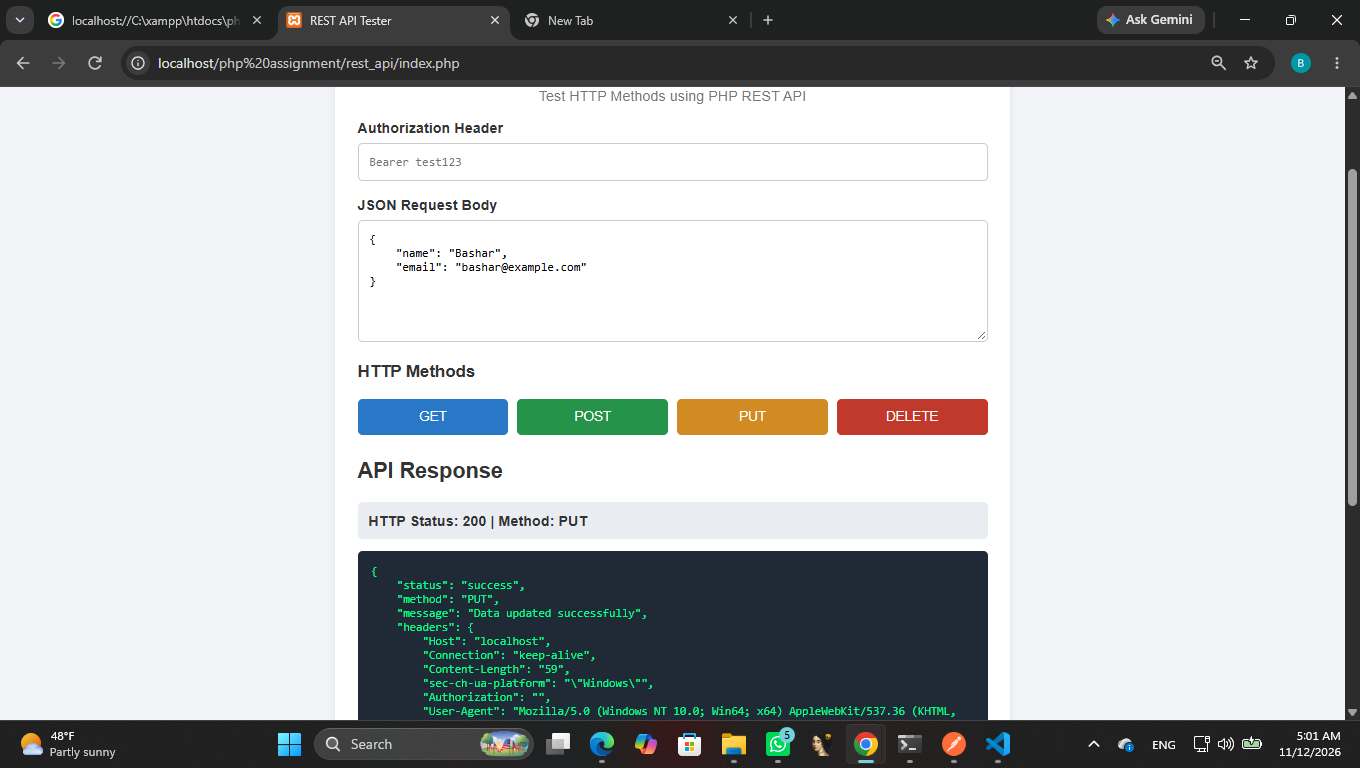 localhost://C:\xampp\htdocs\ph
REST API Tester
New Tab
Ask Gemini
localhost/php%20assignment/rest_api/index.php
B
Test HTTP Methods using PHP REST API
Authorization Header
Bearer test123
JSON Request Body
{
    "name": "Bashar",
    "email": "bashar@example.com"
}
HTTP Methods
GET
POST
PUT
DELETE
API Response
HTTP Status: 200 | Method: PUT
{
    "status": "success",
    "method": "PUT",
    "message": "Data updated successfully",
    "headers": {
        "Host": "localhost",
        "Connection": "keep-alive",
        "Content-Length": "59",
        "sec-ch-ua-platform": "\"Windows\"",
        "Authorization": "",
        "User-Agent": "Mozilla/5.0 (Windows NT 10.0; Win64; x64) AppleWebKit/537.36 (KHTML,
48°F
Partly sunny
Search
5
ENG
5:01 AM
11/12/2026